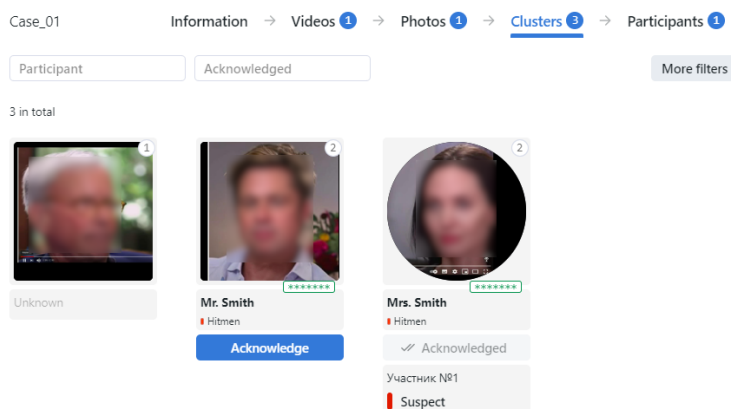 Case_01
Information → Videos 1 → Photos 1 → Clusters 3 → Participants 1
Participant
Acknowledged
More filters
3 in total
1
2
2
*******
*******
Unknown
Mr. Smith
Mrs. Smith
Hitmen
Hitmen
Acknowledge
Acknowledged
Участник №1
Suspect